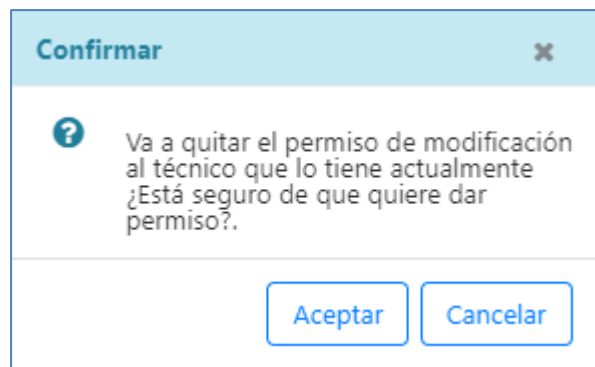 Confirmar
Va a quitar el permiso de modificación
al técnico que lo tiene actualmente
¿Está seguro de que quiere dar
permiso?.
Aceptar Cancelar